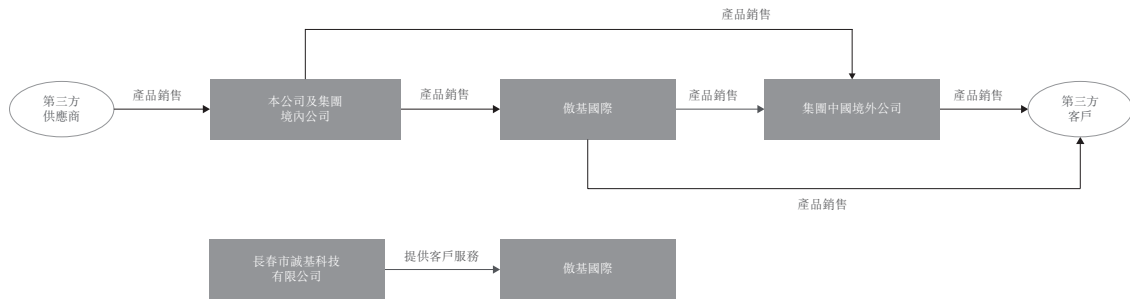 產品銷售
第三方
供應商
產品銷售
本公司及集團
境內公司
產品銷售
傲基國際
產品銷售
集團中國境外公司
產品銷售
第三方
客戶
產品銷售
長春市誠基科技
有限公司
提供客戶服務
傲基國際